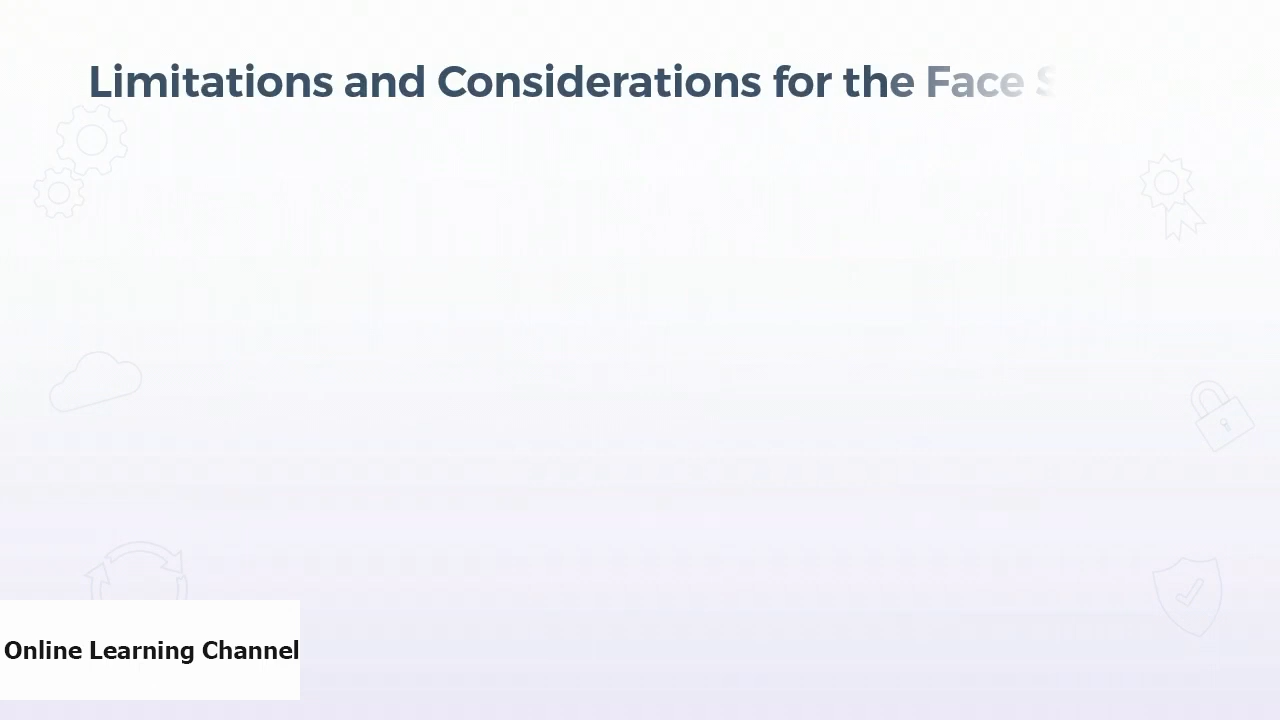 Limitations and Considerations for the Face S
Online Learning Channel